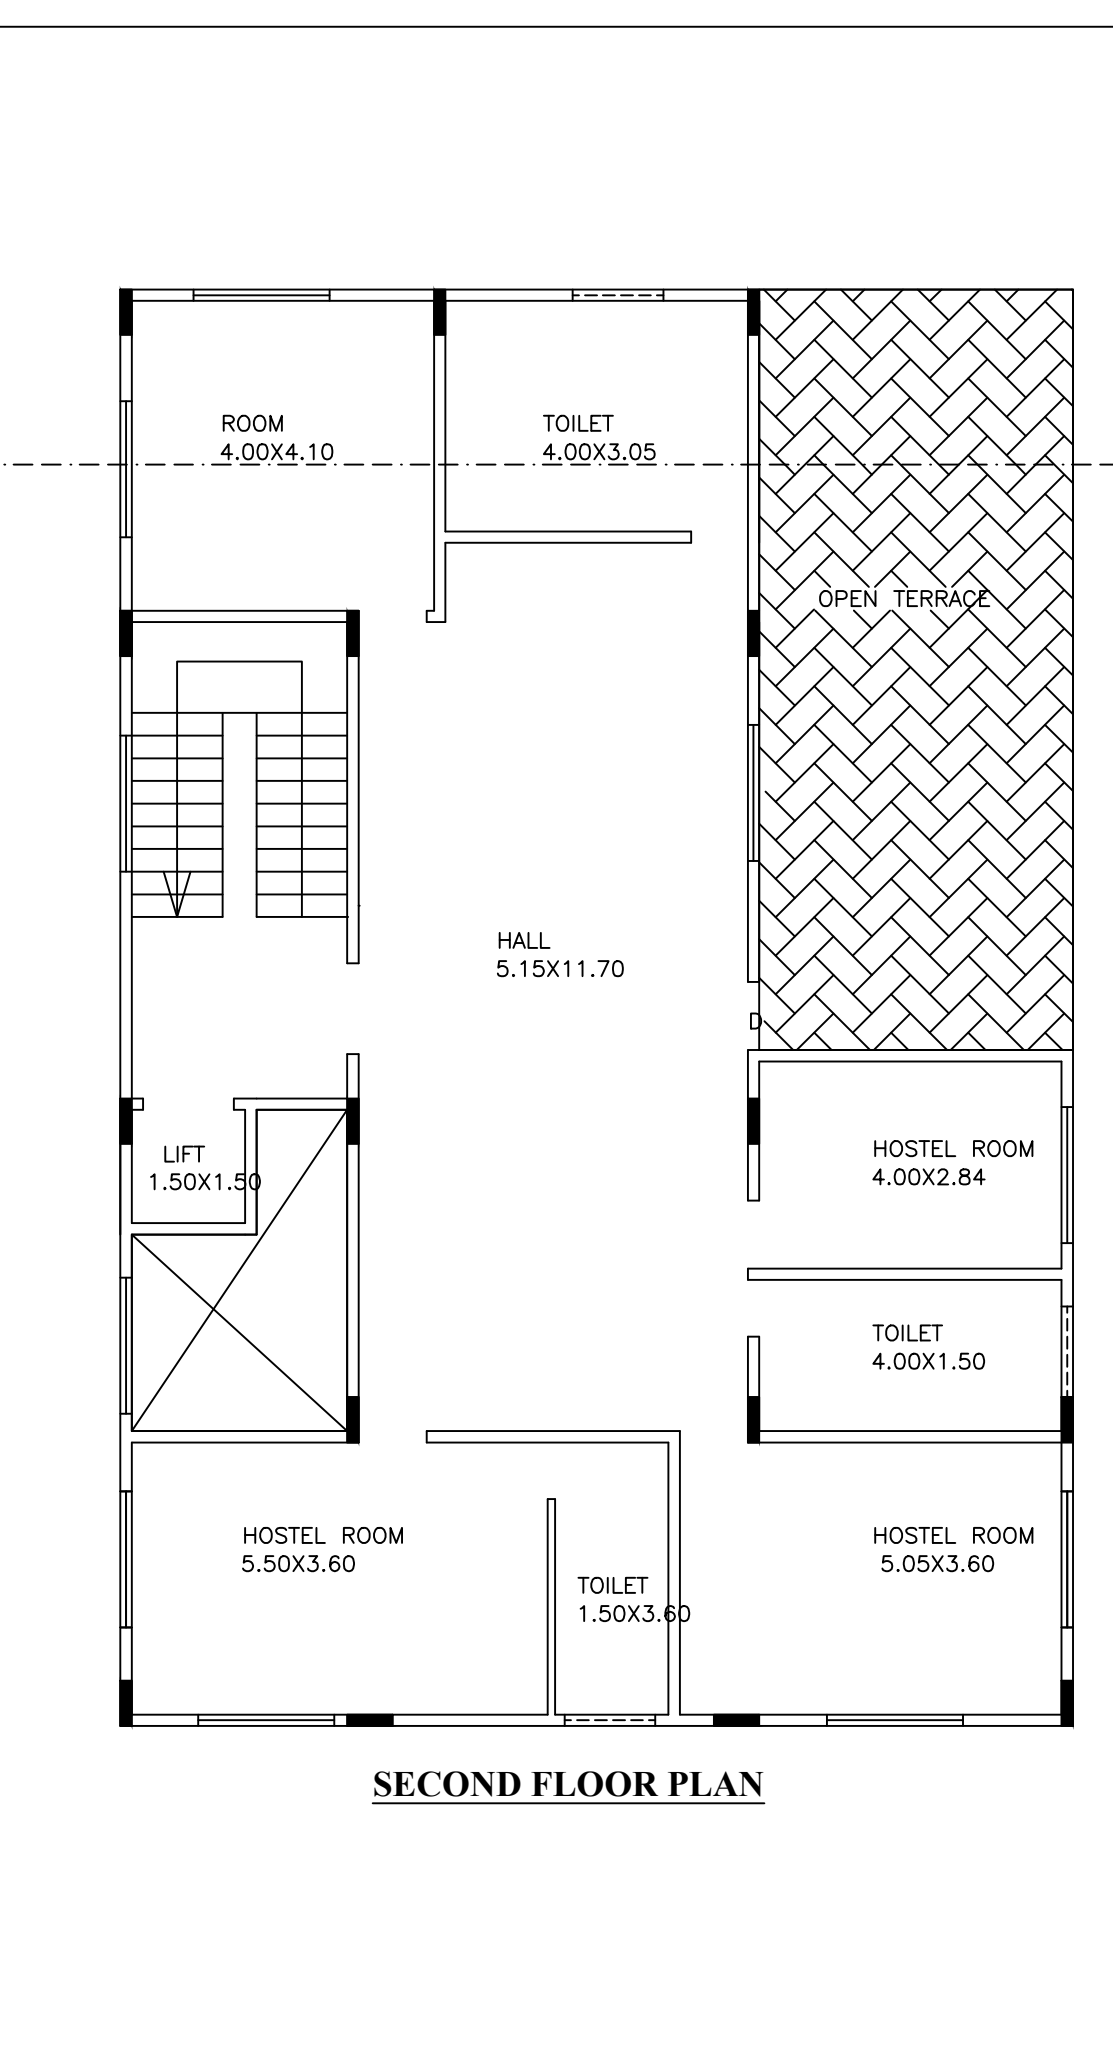 ROOM
4.00X4.10
TOILET
4.00X3.05
OPEN TERRACE
HALL
5.15X11.70
D
LIFT
1.50X1.50
HOSTEL ROOM
4.00X2.84
TOILET
4.00X1.50
HOSTEL ROOM
5.50X3.60
TOILET
1.50X3.60
HOSTEL ROOM
5.05X3.60
SECOND FLOOR PLAN